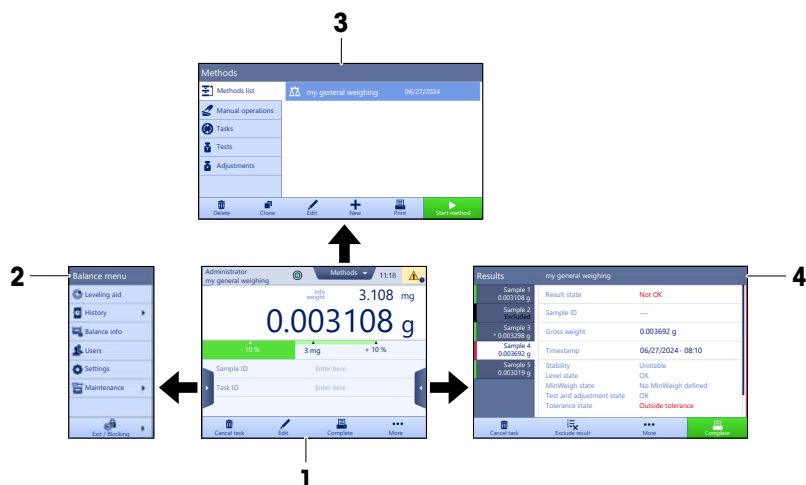 3
Methods
Methods list
my general weighing 06/27/2024
Manual operations
Tasks
Tests
Adjustments
Delete Clone Edit New Print Start method
2
Balance menu
Leveling aid
History
Balance info
Users
Settings
Maintenance
Exit / Blocking
Administrator
my general weighing
Methods 11:18
Info
weight 3.108 mg
0.003108 g
- 10 % 3 mg + 10 %
Sample ID Enter here
Task ID Enter here
Cancel task Edit Complete More
1
4
Results my general weighing
Sample 1
0.003108 g
Sample 2
Excluded
Sample 3
* 0.003298 g
Sample 4
0.003692 g
Sample 5
0.003019 g
Result state Not OK
Sample ID ---
Gross weight 0.003692 g
Timestamp 06/27/2024 - 08:10
Stability Unstable
Level state OK
MinWeigh state No MinWeigh defined
Test and adjustment state OK
Tolerance state Outside tolerance
Cancel task Exclude result More Complete